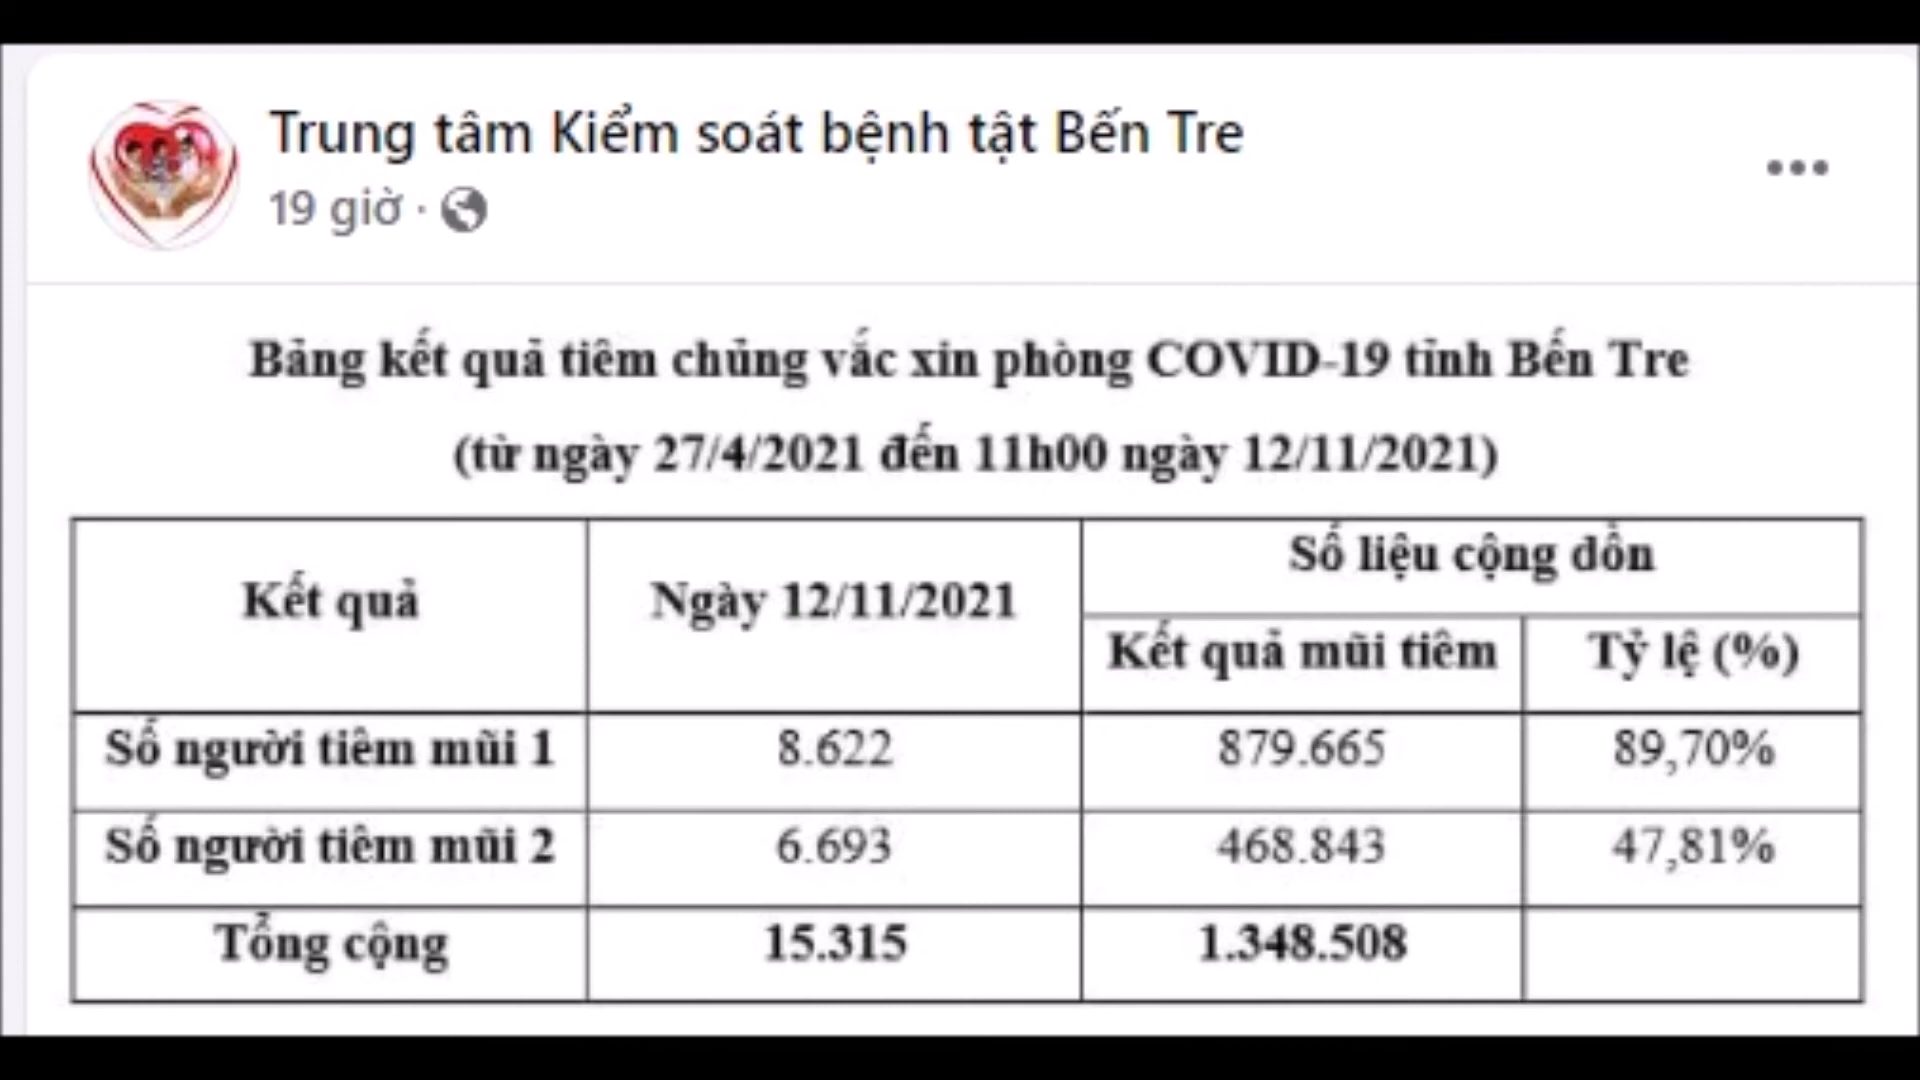 Trung tâm Kiểm soát bệnh tật Bến Tre
19 giờ ·
Bảng kết quả tiêm chủng vắc xin phòng COVID-19 tỉnh Bến Tre
(từ ngày 27/4/2021 đến 11h00 ngày 12/11/2021)
Kết quả
Ngày 12/11/2021
Số liệu cộng dồn
Kết quả mũi tiêm
Tỷ lệ (%)
Số người tiêm mũi 1 8.622 879.665 89,70%
Số người tiêm mũi 2 6.693 468.843 47,81%
Tổng cộng 15.315 1.348.508